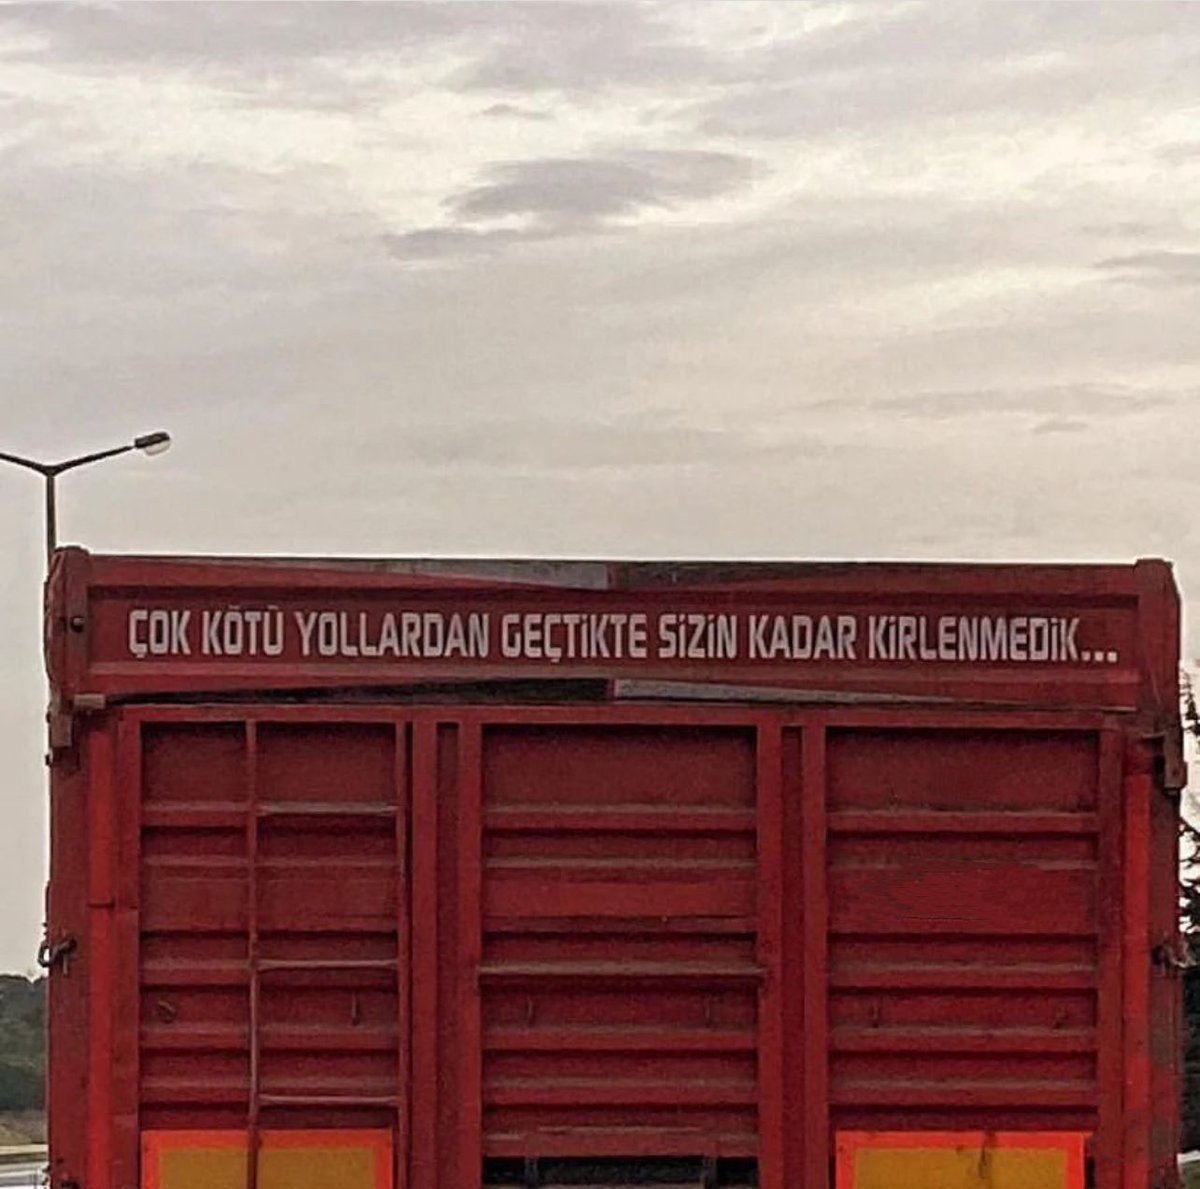 ÇOK KÖTÜ YOLLARDAN GEÇTİKTE SİZİN KADAR KİRLENMEDİK...